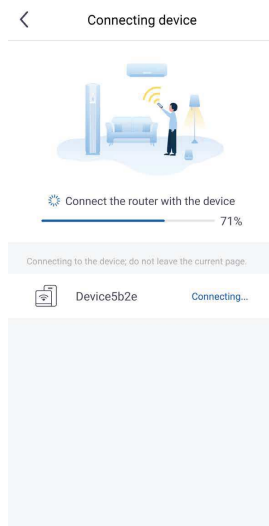 Connecting device
Connect the router with the device
71%
Connecting to the device; do not leave the current page.
Device5b2e
Connecting...